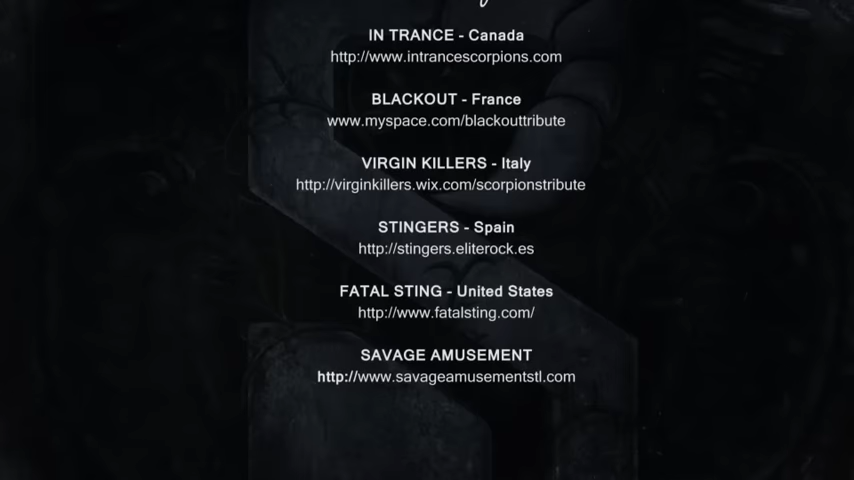 IN TRANCE - Canada
http://www.intrancescorpions.com
BLACKOUT - France
www.myspace.com/blackouttribute
VIRGIN KILLERS - Italy
http://virginkillers.wix.com/scorpionstribute
STINGERS - Spain
http://stingers.eliterock.es
FATAL STING - United States
http://www.fatalsting.com/
SAVAGE AMUSEMENT
http://www.savageamusementstl.com